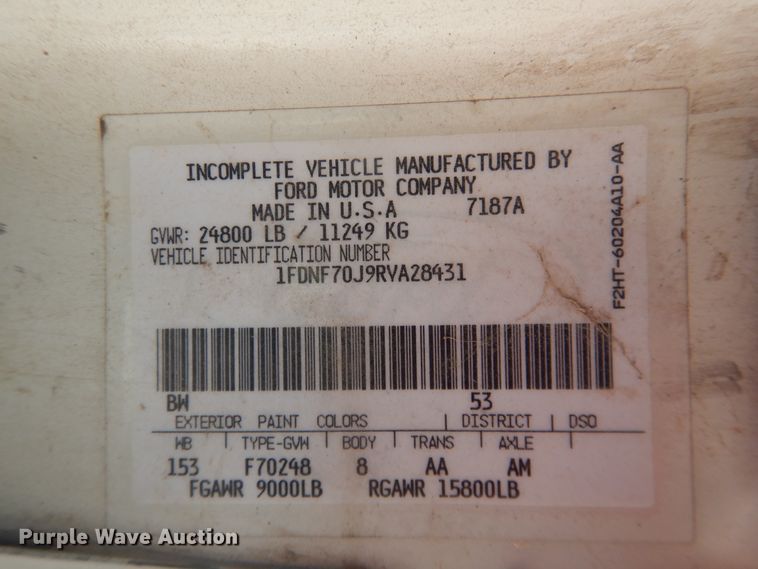 INCOMPLETE VEHICLE MANUFACTURED BY
FORD MOTOR COMPANY
MADE IN U.S.A 7187A
GVWR: 24800 LB / 11249 KG
VEHICLE IDENTIFICATION NUMBER
1FDNF70J9RVA28431
F2HT-60204A10-AA
BW 53
EXTERIOR PAINT COLORS DISTRICT DSO
WB TYPE-GVW BODY TRANS AXLE
153 F70248 8 AA AM
FGAWR 9000LB RGAWR 15800LB
Purple Wave Auction